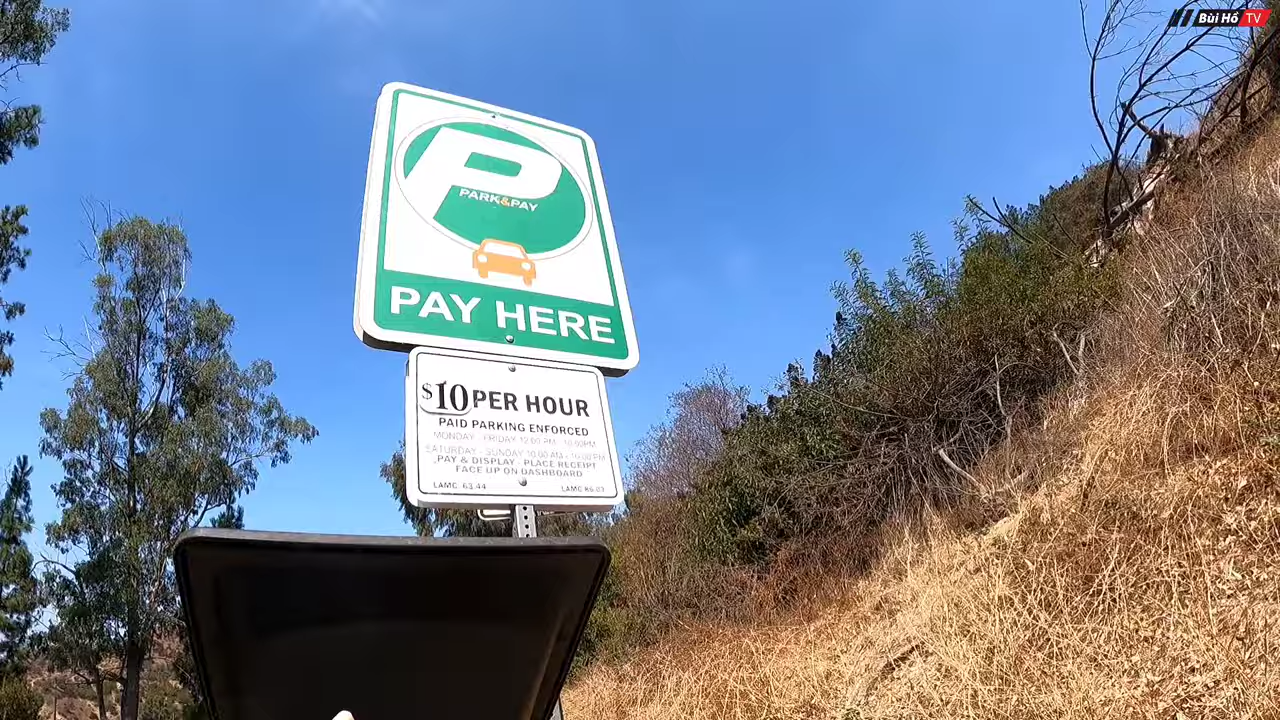 Bùi Hồ TV
P
PARK&PAY
PAY HERE
$10 PER HOUR
PAID PARKING ENFORCED
MONDAY - FRIDAY 12:00 PM - 10:00PM
SATURDAY - SUNDAY 10:00 AM - 10:00 PM
PAY & DISPLAY - PLACE RECEIPT
FACE UP ON DASHBOARD
LAMC. 63.44 LAMC 86.03